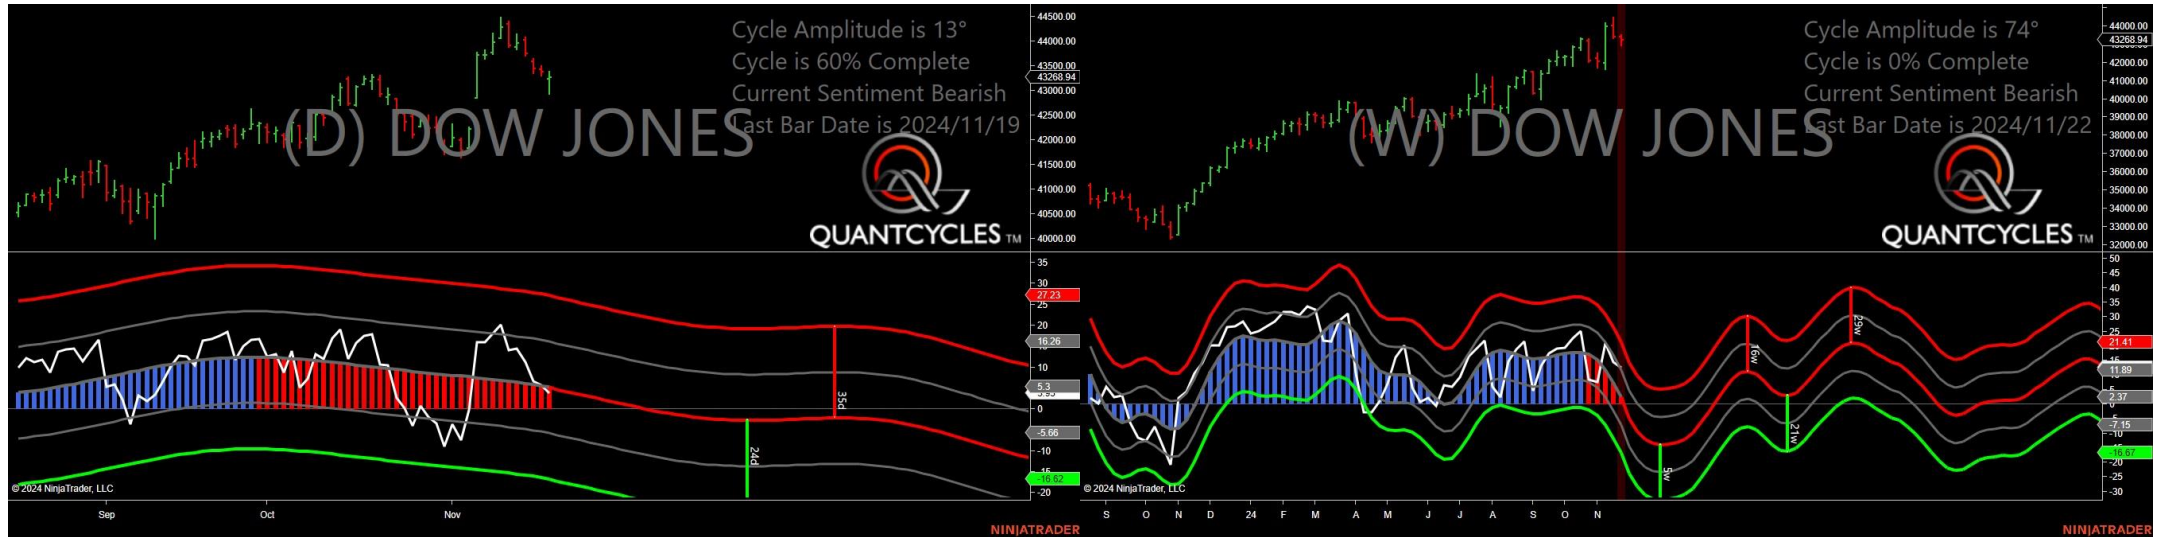 Cycle Amplitude is 13°
Cycle is 60% Complete
Current Sentiment Bearish
Last Bar Date is 2024/11/19
(D) DOW JONES
QUANTCYCLES TM
44500.00
44000.00
43500.00
43268.94
43000.00
42500.00
42000.00
41500.00
41000.00
40500.00
40000.00
35
30
27.23
25
20
16.26
10
5.3
0
-5.66
-10
-15
-16.62
-20
35d
24d
© 2024 NinjaTrader, LLC
Sep Oct Nov
NINJATRADER
Cycle Amplitude is 74°
Cycle is 0% Complete
Current Sentiment Bearish
Last Bar Date is 2024/11/22
(W) DOW JONES
QUANTCYCLES TM
44000.00
43268.94
42000.00
41000.00
39000.00
38000.00
37000.00
36000.00
35000.00
34000.00
33000.00
32000.00
50
45
40
35
30
25
21.41
15
11.89
5
2.37
-7.15
-10
-16.67
-20
-25
-30
16w
29w
21w
5w
© 2024 NinjaTrader, LLC
S O N D 24 F M A M J J A S O N
NINJATRADER